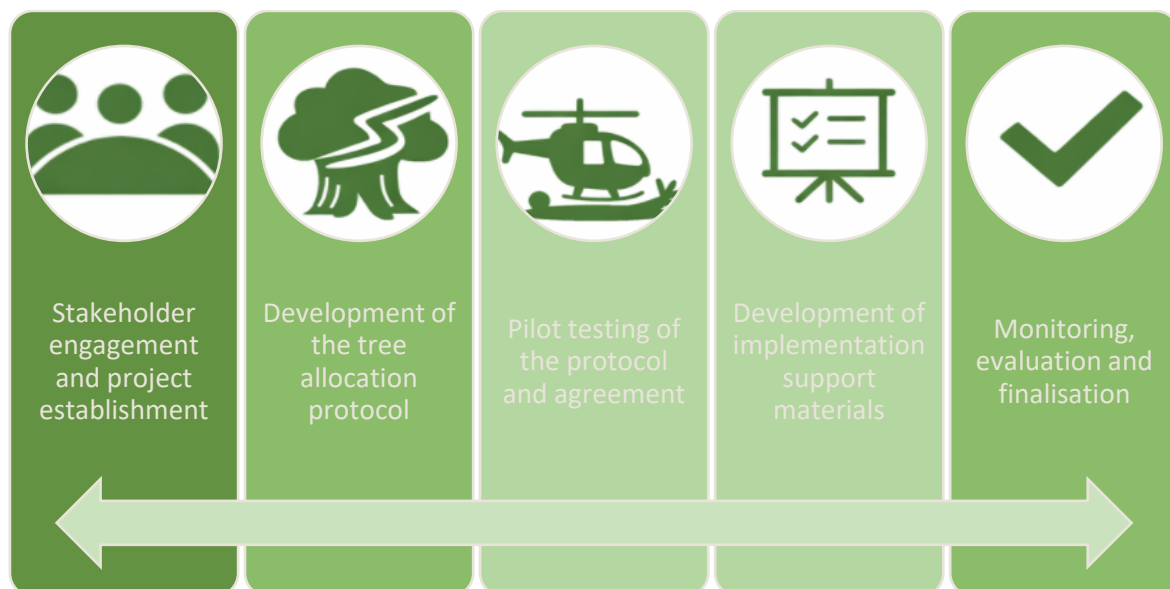 Stakeholder
engagement
and project
establishment
Development of
the tree
allocation
protocol
Pilot testing of
the protocol
and agreement
Development of
implementation
support
materials
Monitoring,
evaluation and
finalisation